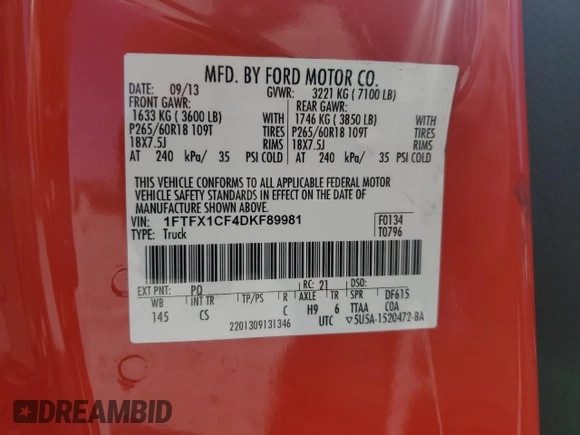 MFD. BY FORD MOTOR CO.
DATE: 09/13 GVWR: 3221 KG ( 7100 LB)
FRONT GAWR: REAR GAWR:
1633 KG ( 3600 LB) WITH 1746 KG ( 3850 LB) WITH
P265/60R18 109T TIRES P265/60R18 109T TIRES
18X7.5J RIMS 18X7.5J RIMS
AT 240 kPa/ 35 PSI COLD AT 240 kPa/ 35 PSI COLD
THIS VEHICLE CONFORMS TO ALL APPLICABLE FEDERAL MOTOR
VEHICLE SAFETY STANDARDS IN EFFECT ON THE DATE OF
MANUFACTURE SHOWN ABOVE.
VIN: 1FTFX1CF4DKF89981 F0134
TYPE: Truck T0796
EXT PNT: PQ RC: 21 DSO:
WB INT TR TP/PS R AXLE TR SPR DF615
145 CS C H9 6 TTAA COA
2201309131346 UTC ▽5U5A-1520472-BA
DREAMBID